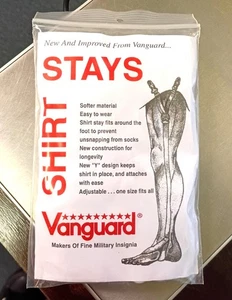 New And Improved From Vanguard...
STAYS
SHIRT
Softer material
Easy to wear
Shirt stay fits around the
foot to prevent
unsnapping from socks
New construction for
longevity
New "Y" design keeps
shirt in place, and attaches
with ease
Adjustable . . . one size fits all
Vanguard®
Makers Of Fine Military Insignia